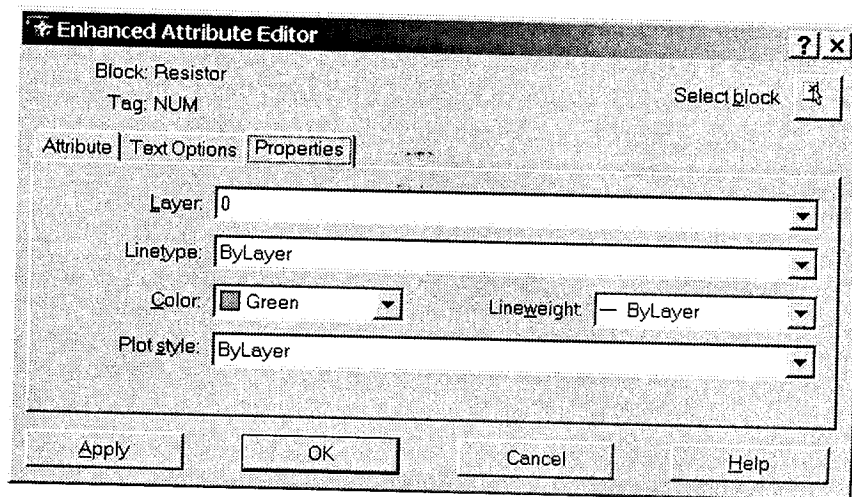 Enhanced Attribute Editor ? x
Block: Resistor
Tag: NUM
Select block
Attribute Text Options Properties
Layer: 0
Linetype: ByLayer
Color: Green Lineweight: ByLayer
Plot style: ByLayer
Apply OK Cancel Help